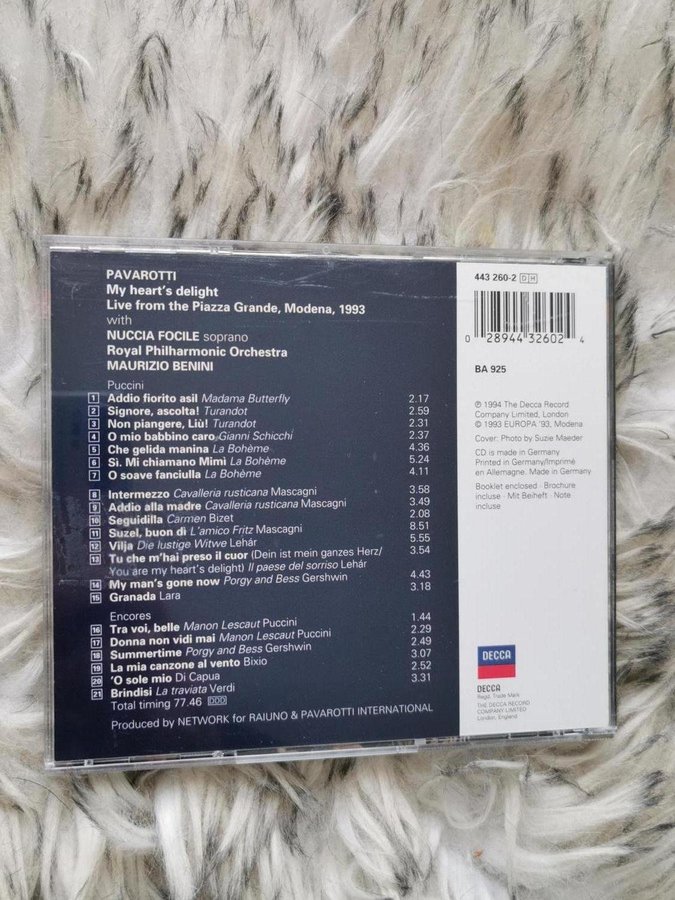 PAVAROTTI
My heart's delight
Live from the Piazza Grande, Modena, 1993
with
NUCCIA FOCILE soprano
Royal Philharmonic Orchestra
MAURIZIO BENINI
Puccini
1 Addio fiorito asil Madama Butterfly 2.17
2 Signore, ascolta! Turandot 2.59
3 Non piangere, Liù! Turandot 2.31
4 O mio babbino caro Gianni Schicchi 2.37
5 Che gelida manina La Bohème 4.36
6 Sì. Mi chiamano Mimì La Bohème 5.24
7 O soave fanciulla La Bohème 4.11
8 Intermezzo Cavalleria rusticana Mascagni 3.58
9 Addio alla madre Cavalleria rusticana Mascagni 3.49
10 Seguidilla Carmen Bizet 2.08
11 Suzel, buon dì L'amico Fritz Mascagni 8.51
12 Vilja Die lustige Witwe Lehár 5.55
13 Tu che m'hai preso il cuor (Dein ist mein ganzes Herz/ 3.54
You are my heart's delight) Il paese del sorriso Lehár
14 My man's gone now Porgy and Bess Gershwin 4.43
15 Granada Lara 3.18
Encores
16 Tra voi, belle Manon Lescaut Puccini 1.44
17 Donna non vidi mai Manon Lescaut Puccini 2.29
18 Summertime Porgy and Bess Gershwin 2.49
19 La mia canzone al vento Bixio 3.07
20 'O sole mio Di Capua 2.52
21 Brindisi La traviata Verdi 3.31
Total timing 77.46 DDD
Produced by NETWORK for RAIUNO & PAVAROTTI INTERNATIONAL
443 260-2 DH
0 28944 32602 4
BA 925
℗ 1994 The Decca Record
Company Limited, London
© 1993 EUROPA '93, Modena
Cover: Photo by Suzie Maeder
CD is made in Germany
Printed in Germany/Imprimé
en Allemagne. Made in Germany
Booklet enclosed · Brochure
incluse · Mit Beiheft · Note
incluse
DECCA
DECCA
Regd. Trade Mark
THE DECCA RECORD
COMPANY LIMITED
London, England